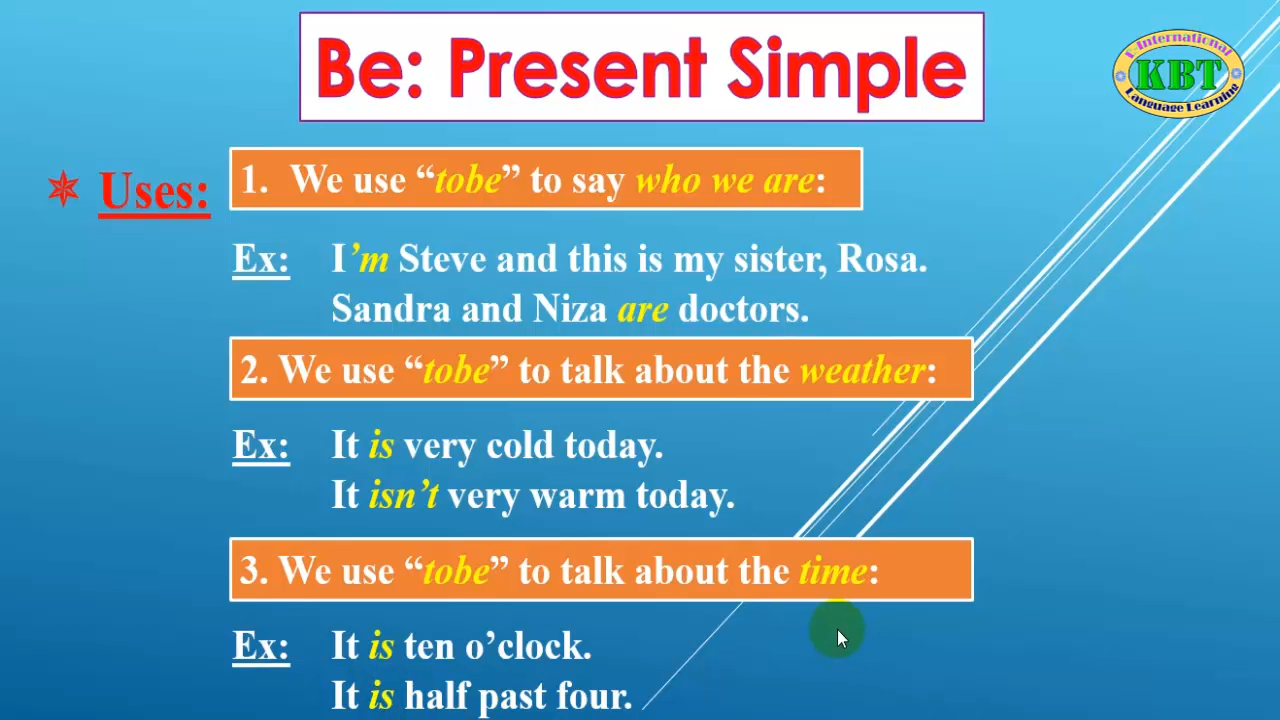 Be: Present Simple
X-International
KBT
Language Learning
Uses:
1. We use “tobe” to say who we are:
Ex: I’m Steve and this is my sister, Rosa.
Sandra and Niza are doctors.
2. We use “tobe” to talk about the weather:
Ex: It is very cold today.
It isn’t very warm today.
3. We use “tobe” to talk about the time:
Ex: It is ten o’clock.
It is half past four.